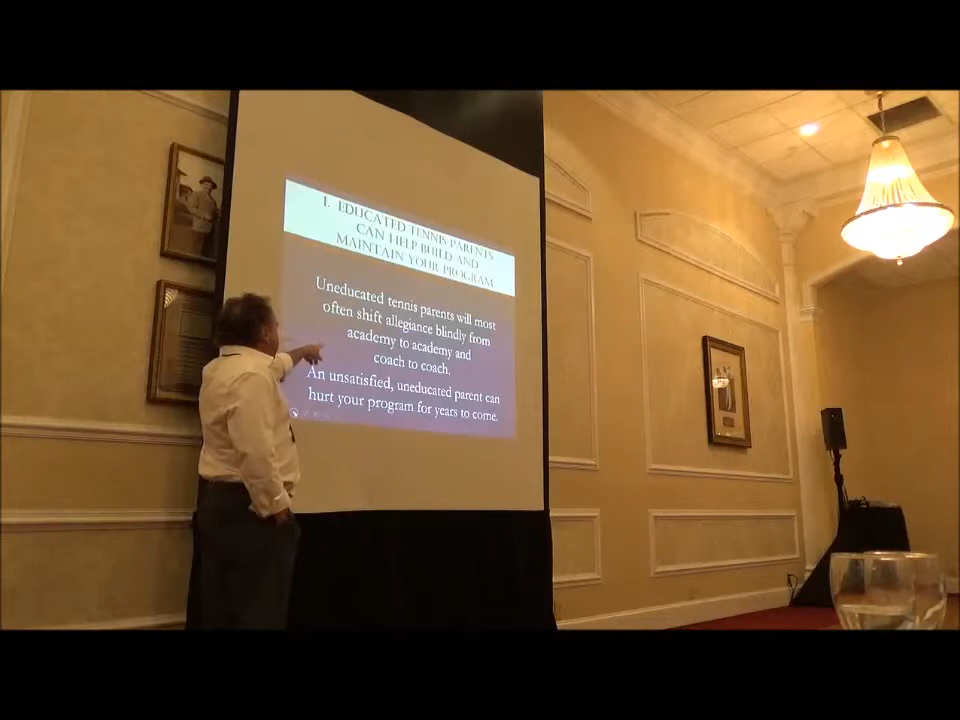 1. EDUCATED TENNIS PARENTS
CAN HELP BUILD AND
MAINTAIN YOUR PROGRAM
Uneducated tennis parents will most
often shift allegiance blindly from
academy to academy and
coach to coach.
An unsatisfied, uneducated parent can
hurt your program for years to come.